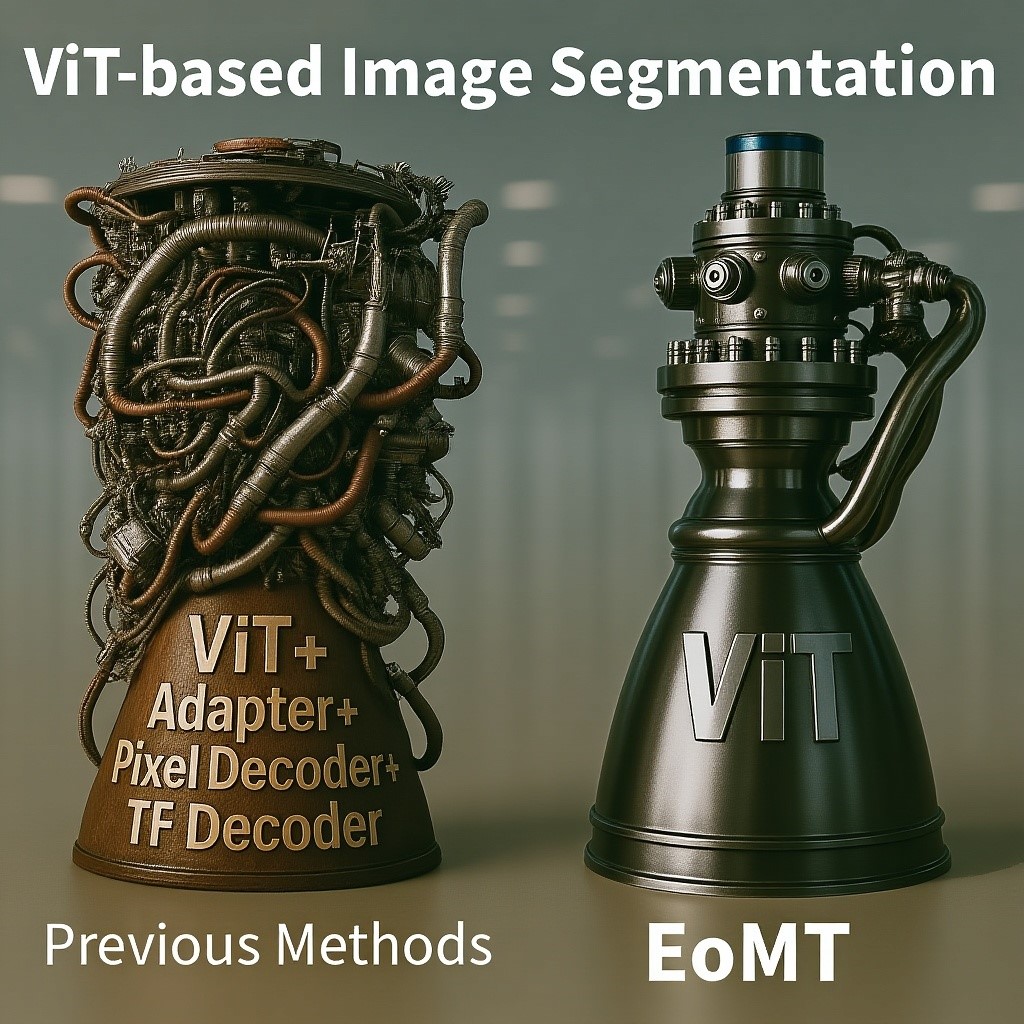 ViT-based Image Segmentation
ViT+
Adapter+
Pixel Decoder+
TF Decoder
ViT
Previous Methods
EoMT